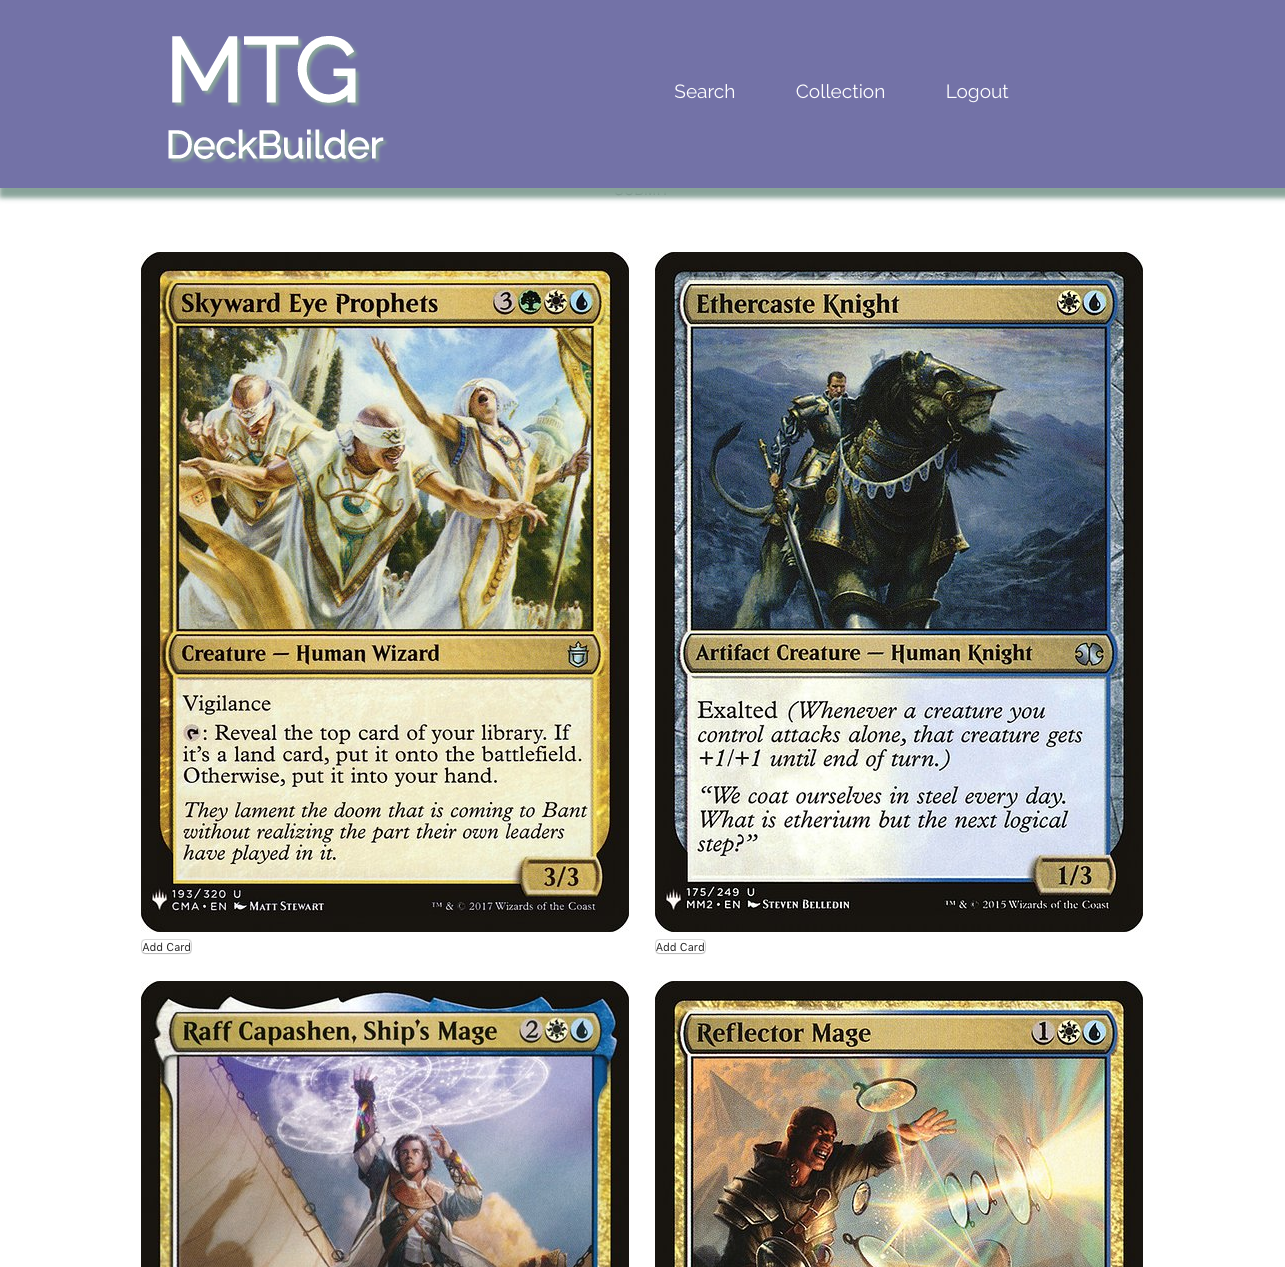 MTG
DeckBuilder
Search
Collection
Logout
Skyward Eye Prophets
3
Creature — Human Wizard
Vigilance
: Reveal the top card of your library. If
it's a land card, put it onto the battlefield.
Otherwise, put it into your hand.
They lament the doom that is coming to Bant
without realizing the part their own leaders
have played in it.
3/3
193/320 U
CMA • EN Matt Stewart
™ & © 2017 Wizards of the Coast
Add Card
Ethercaste Knight
Artifact Creature — Human Knight
Exalted (Whenever a creature you
control attacks alone, that creature gets
+1/+1 until end of turn.)
“We coat ourselves in steel every day.
What is etherium but the next logical
step?”
1/3
175/249 U
MM2 • EN Steven Belledin
™ & © 2015 Wizards of the Coast
Add Card
Raff Capashen, Ship's Mage
2
Reflector Mage
1